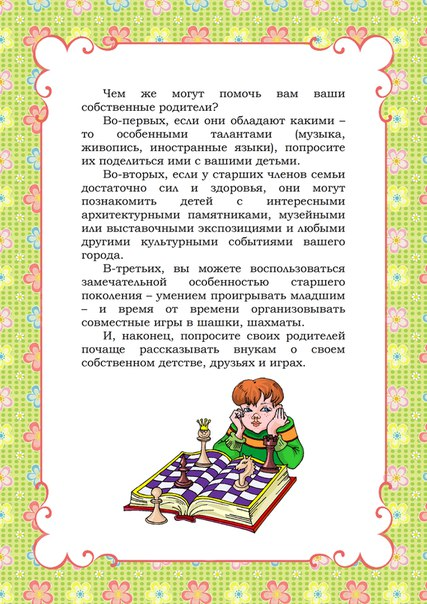 Чем же могут помочь вам ваши
собственные родители?
Во-первых, если они обладают какими –
то особенными талантами (музыка,
живопись, иностранные языки), попросите
их поделиться ими с вашими детьми.
Во-вторых, если у старших членов семьи
достаточно сил и здоровья, они могут
познакомить детей с интересными
архитектурными памятниками, музейными
или выставочными экспозициями и любыми
другими культурными событиями вашего
города.
В-третьих, вы можете воспользоваться
замечательной особенностью старшего
поколения – умением проигрывать младшим
– и время от времени организовывать
совместные игры в шашки, шахматы.
И, наконец, попросите своих родителей
почаще рассказывать внукам о своем
собственном детстве, друзьях и играх.